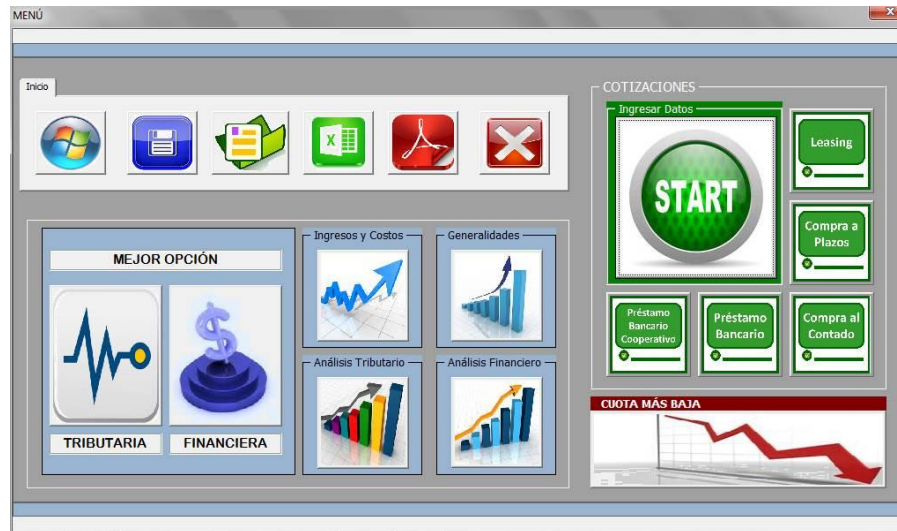 MENÚ
Inicio
COTIZACIONES
Ingresar Datos
START
Leasing
Compra a
Plazos
Préstamo
Bancario
Cooperativo
Préstamo
Bancario
Compra al
Contado
MEJOR OPCIÓN
TRIBUTARIA
FINANCIERA
Ingresos y Costos
Generalidades
Análisis Tributario
Análisis Financiero
CUOTA MÁS BAJA